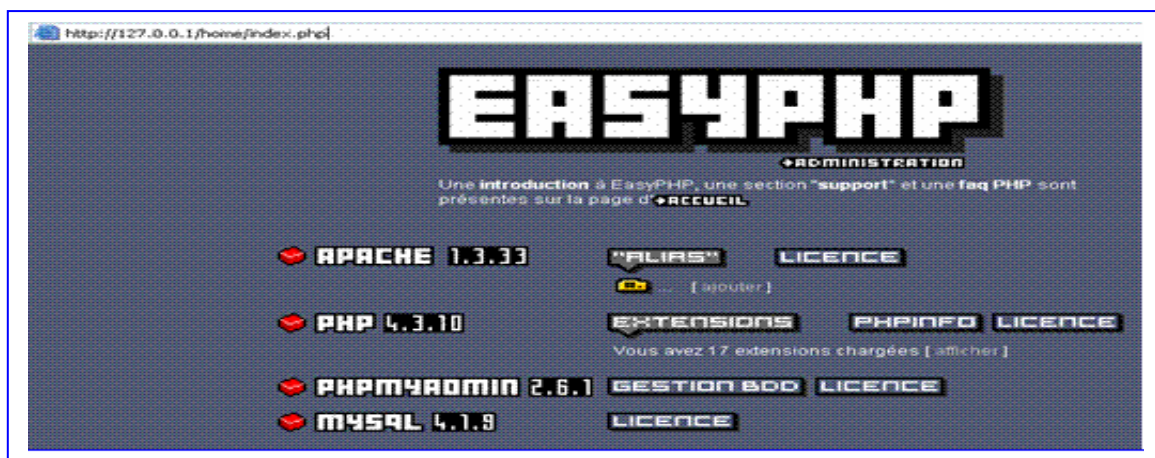 http://127.0.0.1/home/index.php
EASYPHP
ADMINISTRATION
Une introduction à EasyPHP, une section "support" et une faq PHP sont
présentes sur la page d' ACCUEIL
APACHE 1.3.33 "ALIAS" LICENCE
... [ ajouter ]
PHP 4.3.10 EXTENSIONS PHPINFO LICENCE
Vous avez 17 extensions chargées [ afficher ]
PHPMYADMIN 2.6.1 GESTION BDD LICENCE
MYSQL 4.1.9 LICENCE